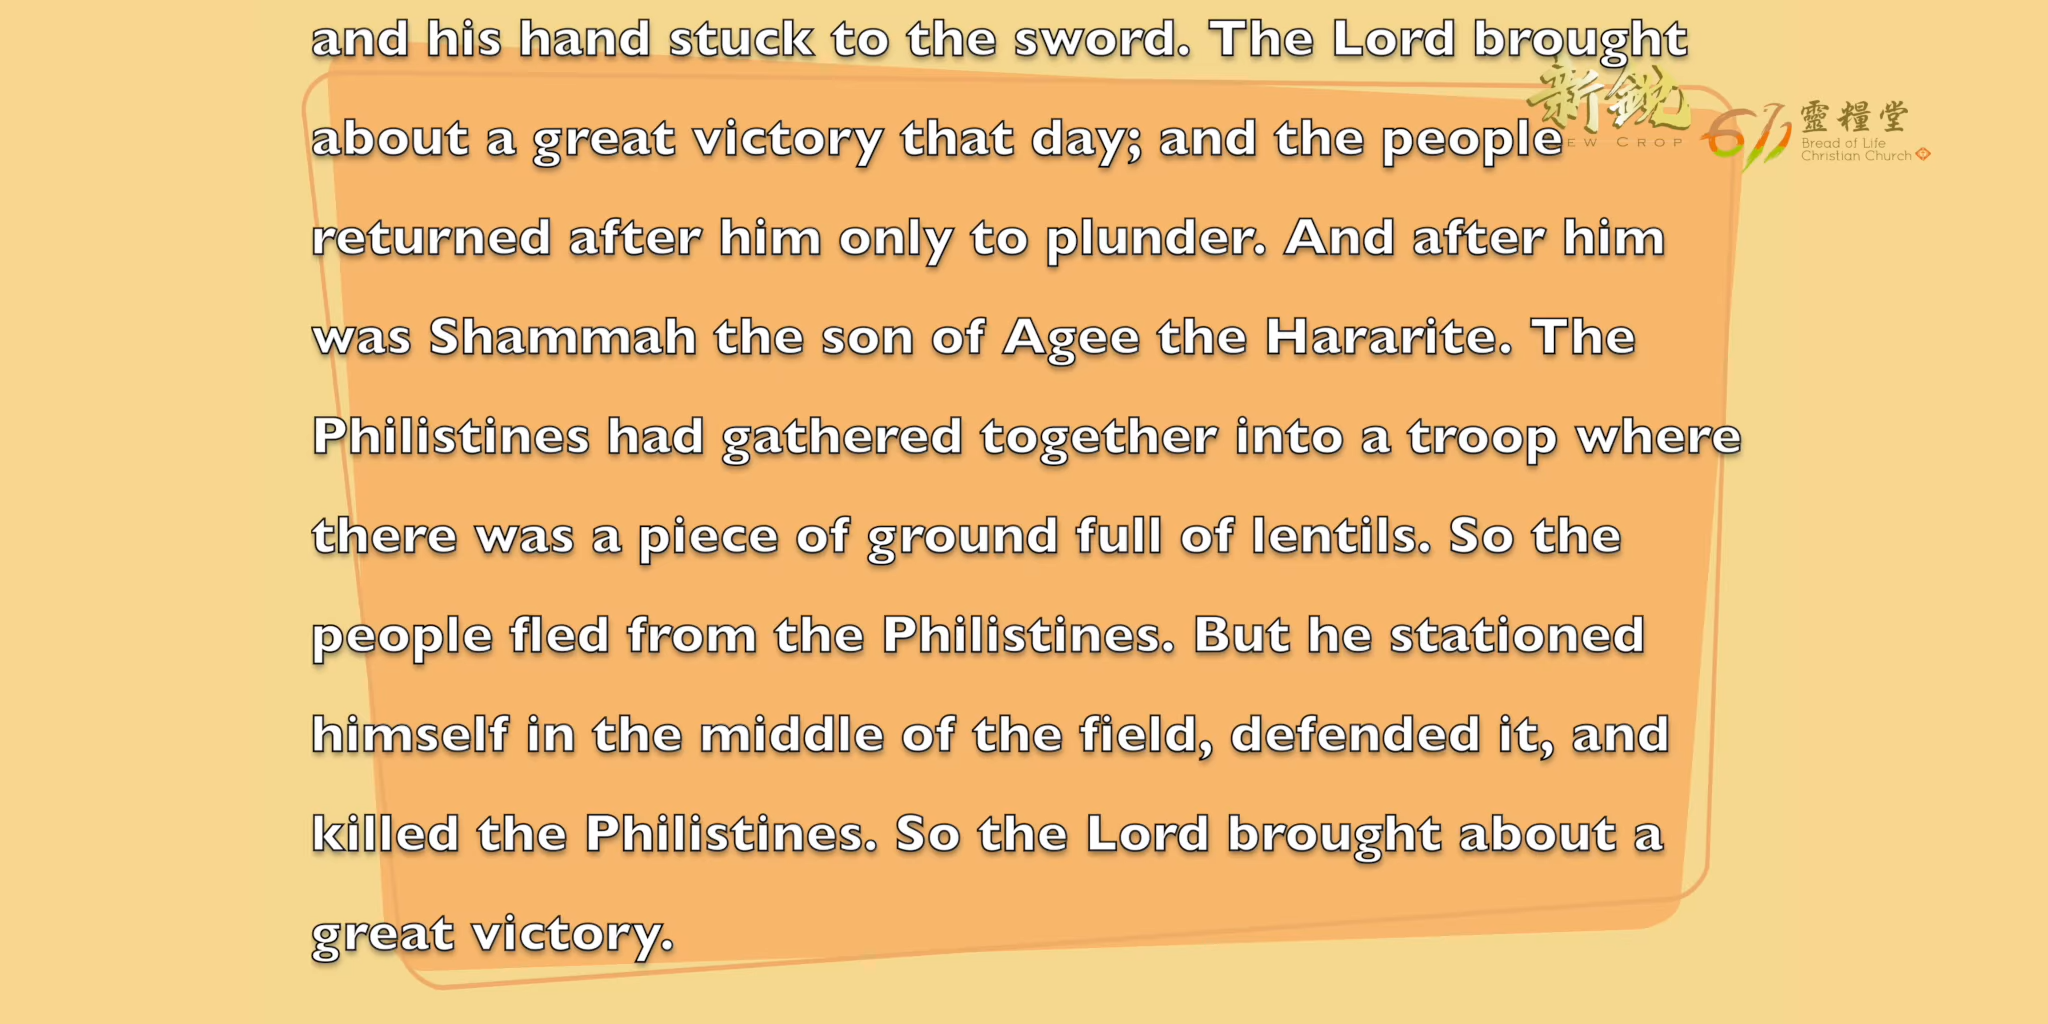 and his hand stuck to the sword. The Lord brought
about a great victory that day; and the people
returned after him only to plunder. And after him
was Shammah the son of Agee the Hararite. The
Philistines had gathered together into a troop where
there was a piece of ground full of lentils. So the
people fled from the Philistines. But he stationed
himself in the middle of the field, defended it, and
killed the Philistines. So the Lord brought about a
great victory.
新銳
EW CROP
611
靈糧堂
Bread of Life
Christian Church